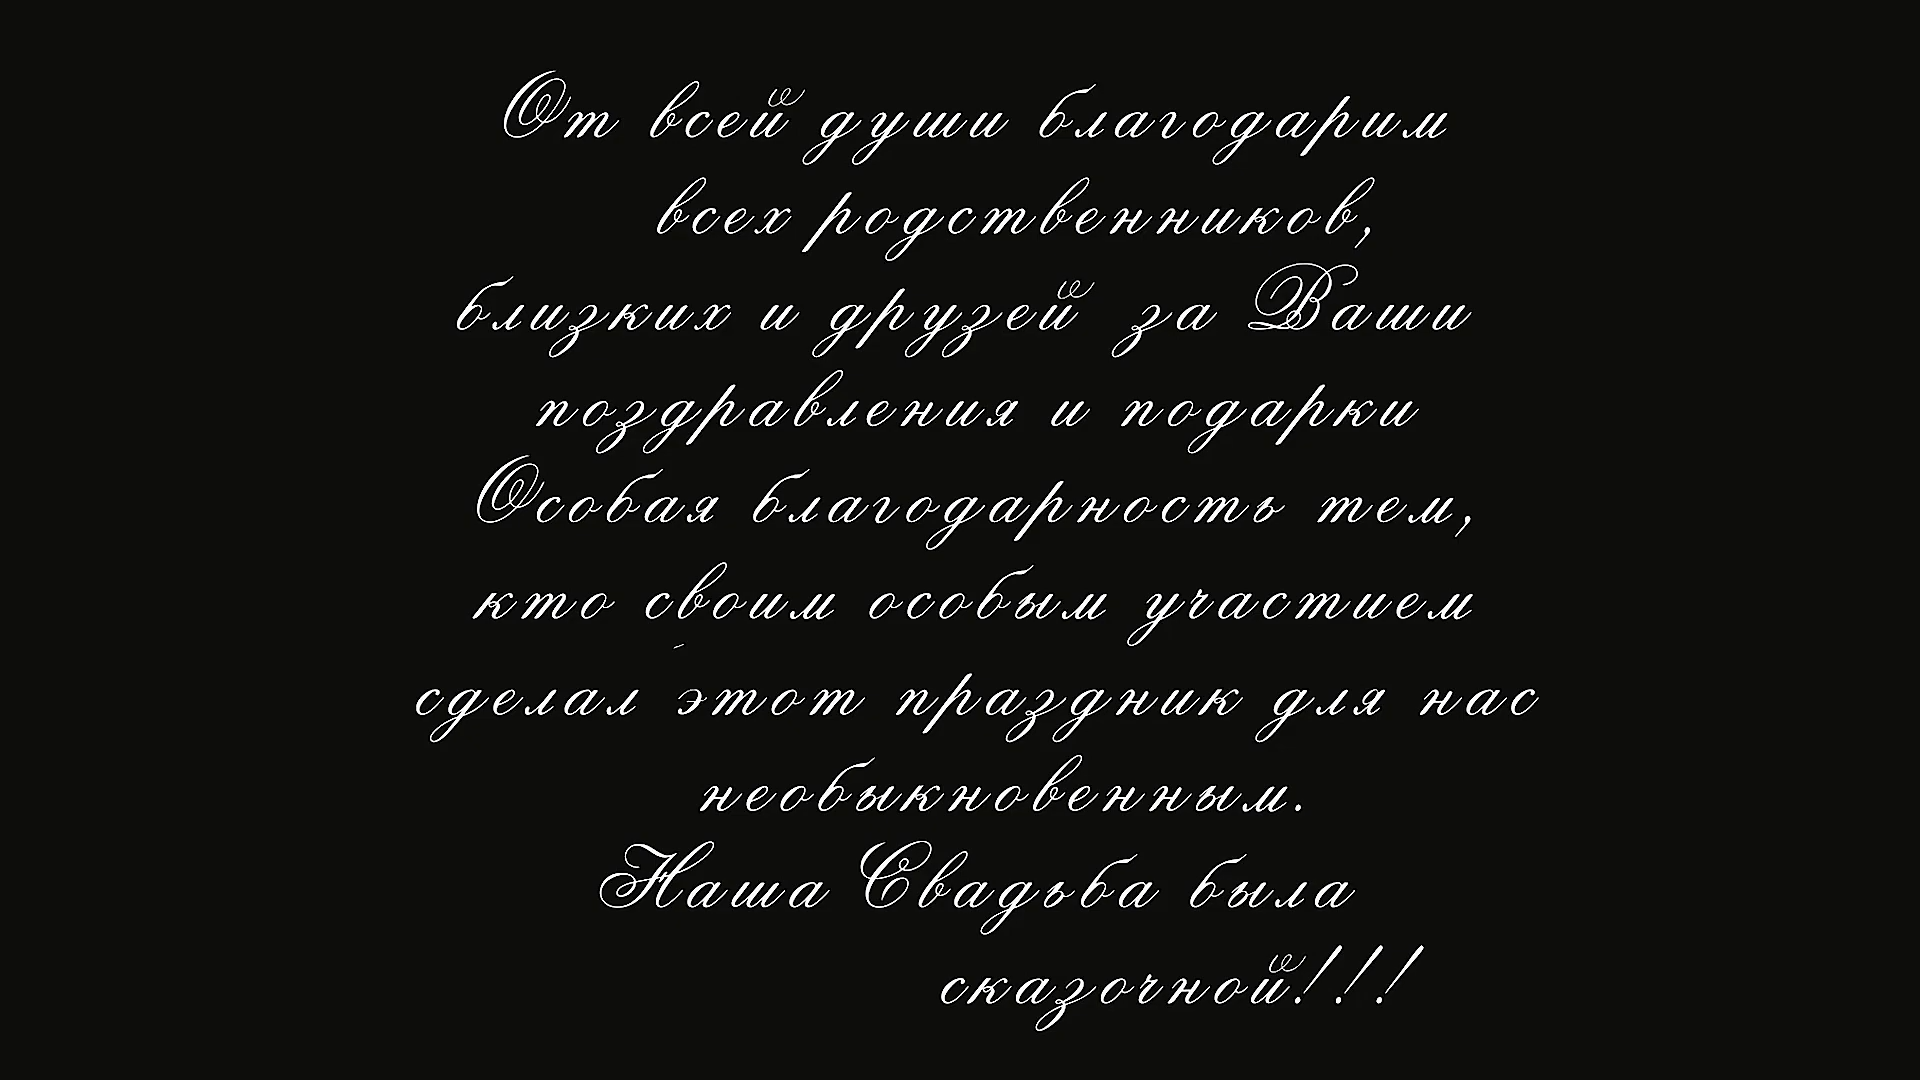 От всей души благодарим
всех родственников,
близких и друзей за Ваши
поздравления и подарки
Особая благодарность тем,
кто своим особым участием
сделал этот праздник для нас
необыкновенным.
Наша Свадьба была
сказочной!!!